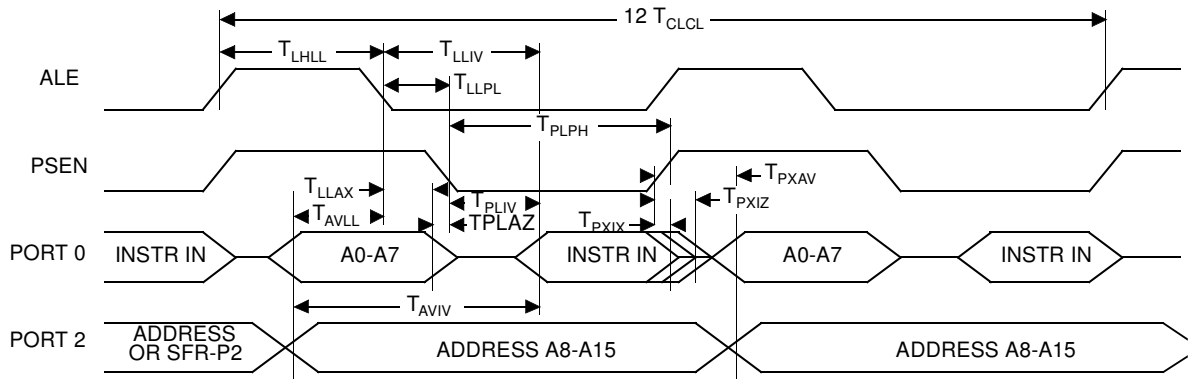 12 TCLCL
TLHLL TLLIV
ALE
TLLPL
TPLPH
PSEN
TLLAX TPXAV
TPLIV TPXIZ
TAVLL TPLAZ TPXIX
PORT 0 INSTR IN A0-A7 INSTR IN A0-A7 INSTR IN
TAVIV
PORT 2 ADDRESS
OR SFR-P2 ADDRESS A8-A15 ADDRESS A8-A15